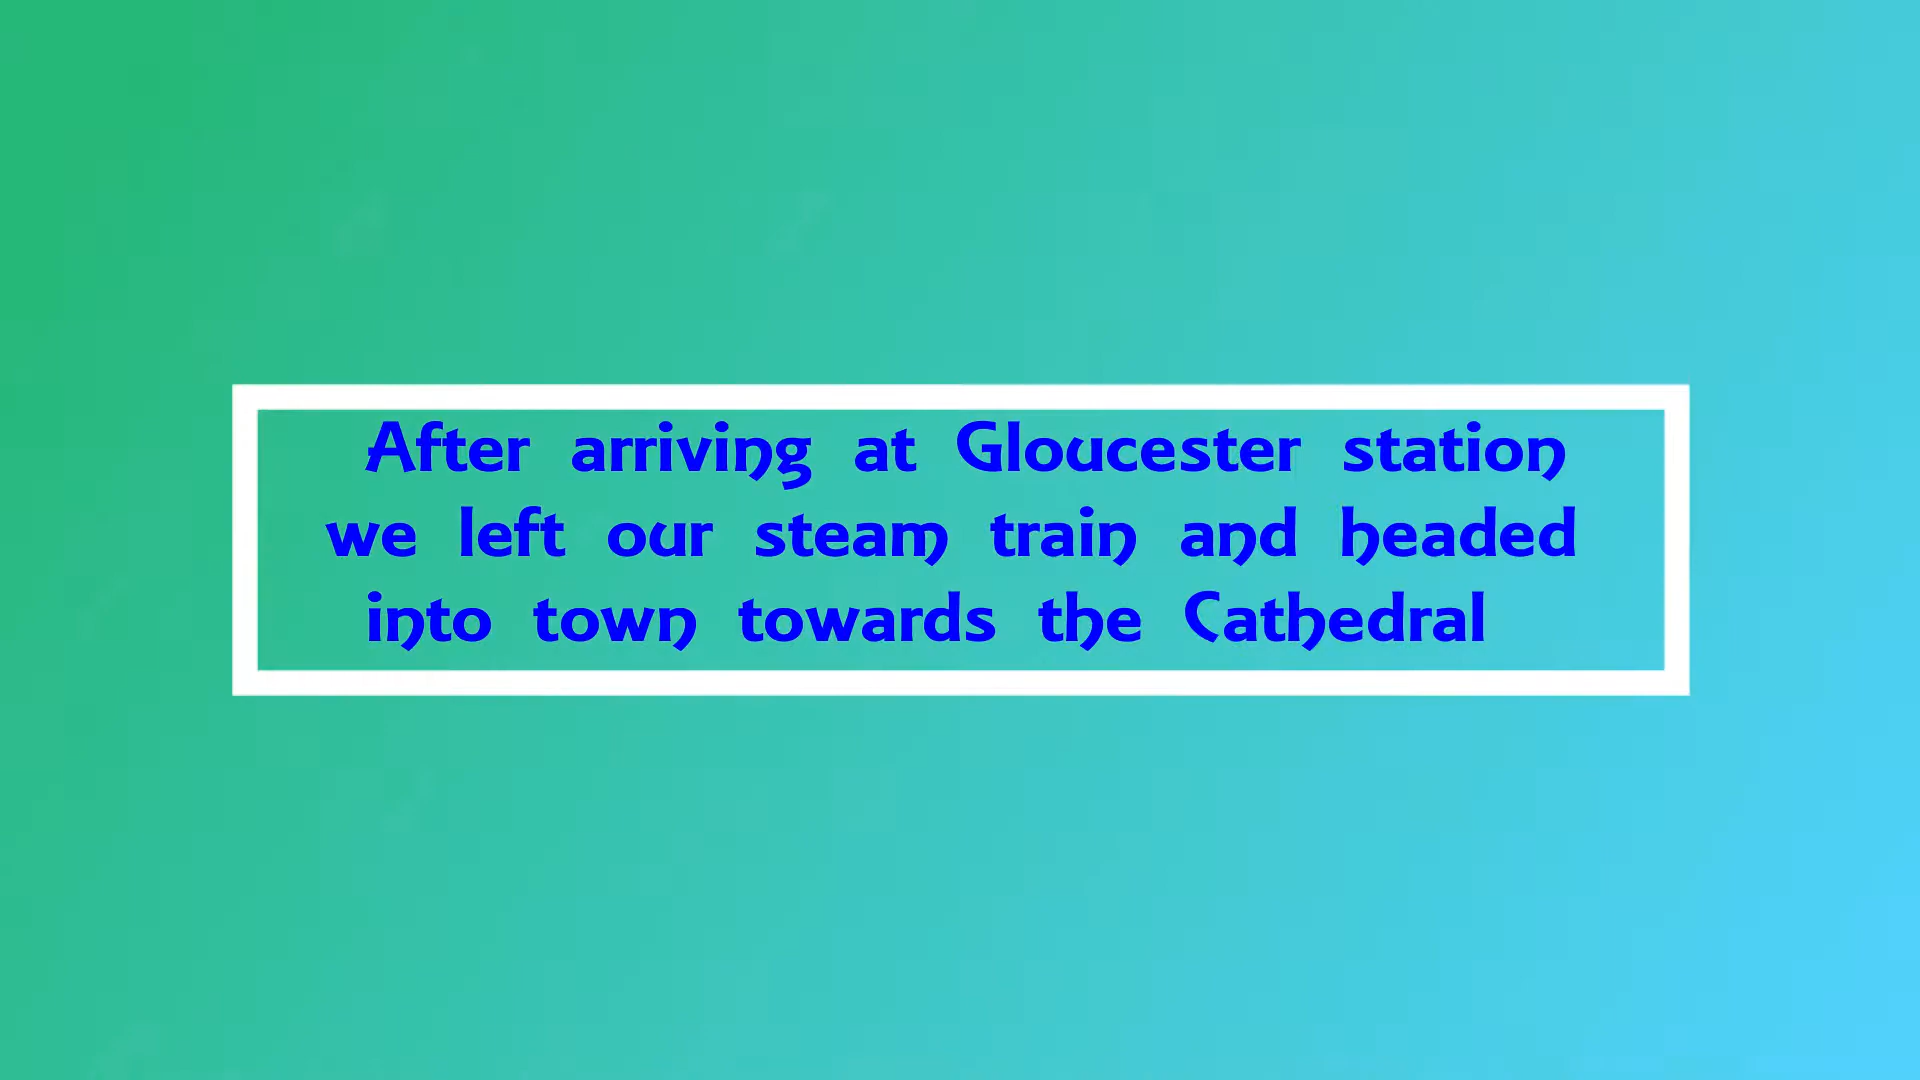 After arriving at Gloucester station
we left our steam train and headed
into town towards the Cathedral